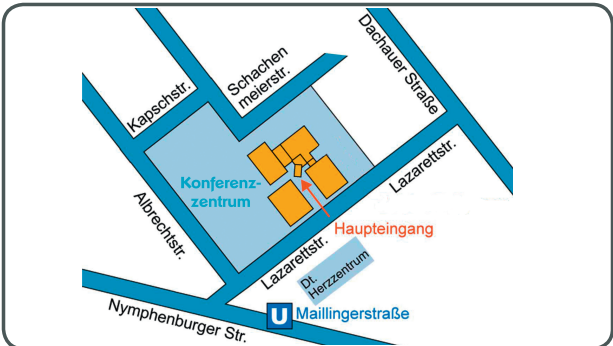 Dachauer Straße
Schachen
meierstr.
Kapschstr.
Lazarettstr.
Konferenz-
zentrum
Albrechtstr.
Haupteingang
Lazarettstr.
Dt.
Herzzentrum
Nymphenburger Str.
U Maillingerstraße